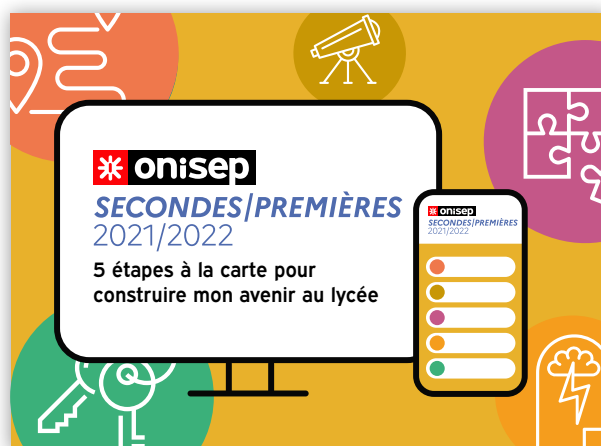 onisep
SECONDES/PREMIÈRES
2021/2022
5 étapes à la carte pour
construire mon avenir au lycée
onisep
SECONDES/PREMIÈRES
2021/2022